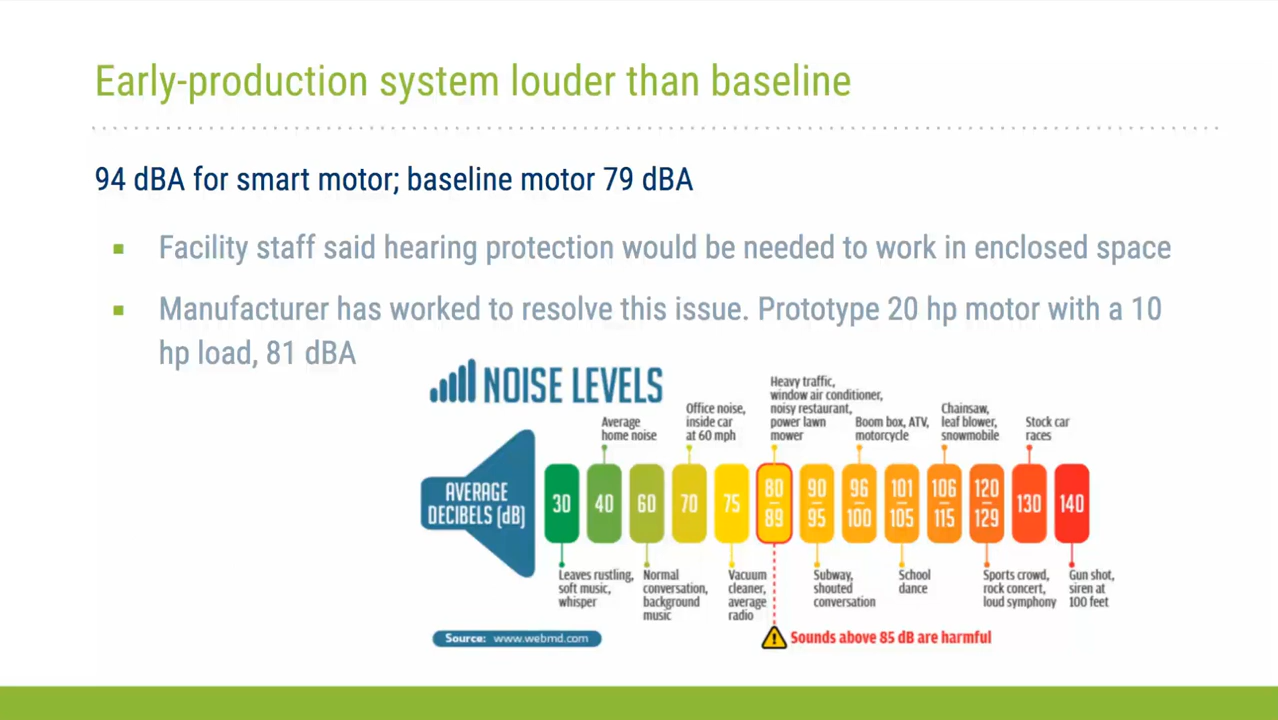 Early-production system louder than baseline
94 dBA for smart motor; baseline motor 79 dBA
▪ Facility staff said hearing protection would be needed to work in enclosed space
▪ Manufacturer has worked to resolve this issue. Prototype 20 hp motor with a 10
hp load, 81 dBA
NOISE LEVELS
Average
home noise
Office noise,
inside car
at 60 mph
Heavy traffic,
window air conditioner,
noisy restaurant,
power lawn
mower
Boom box, ATV,
motorcycle
Chainsaw,
leaf blower,
snowmobile
Stock car
races
AVERAGE
DECIBELS (dB)
30
40
60
70
75
80
89
90
95
96
100
101
105
106
115
120
129
130
140
Leaves rustling,
soft music,
whisper
Normal
conversation,
background
music
Vacuum
cleaner,
average
radio
Subway,
shouted
conversation
School
dance
Sports crowd,
rock concert,
loud symphony
Gun shot,
siren at
100 feet
Source: www.webmd.com
Sounds above 85 dB are harmful